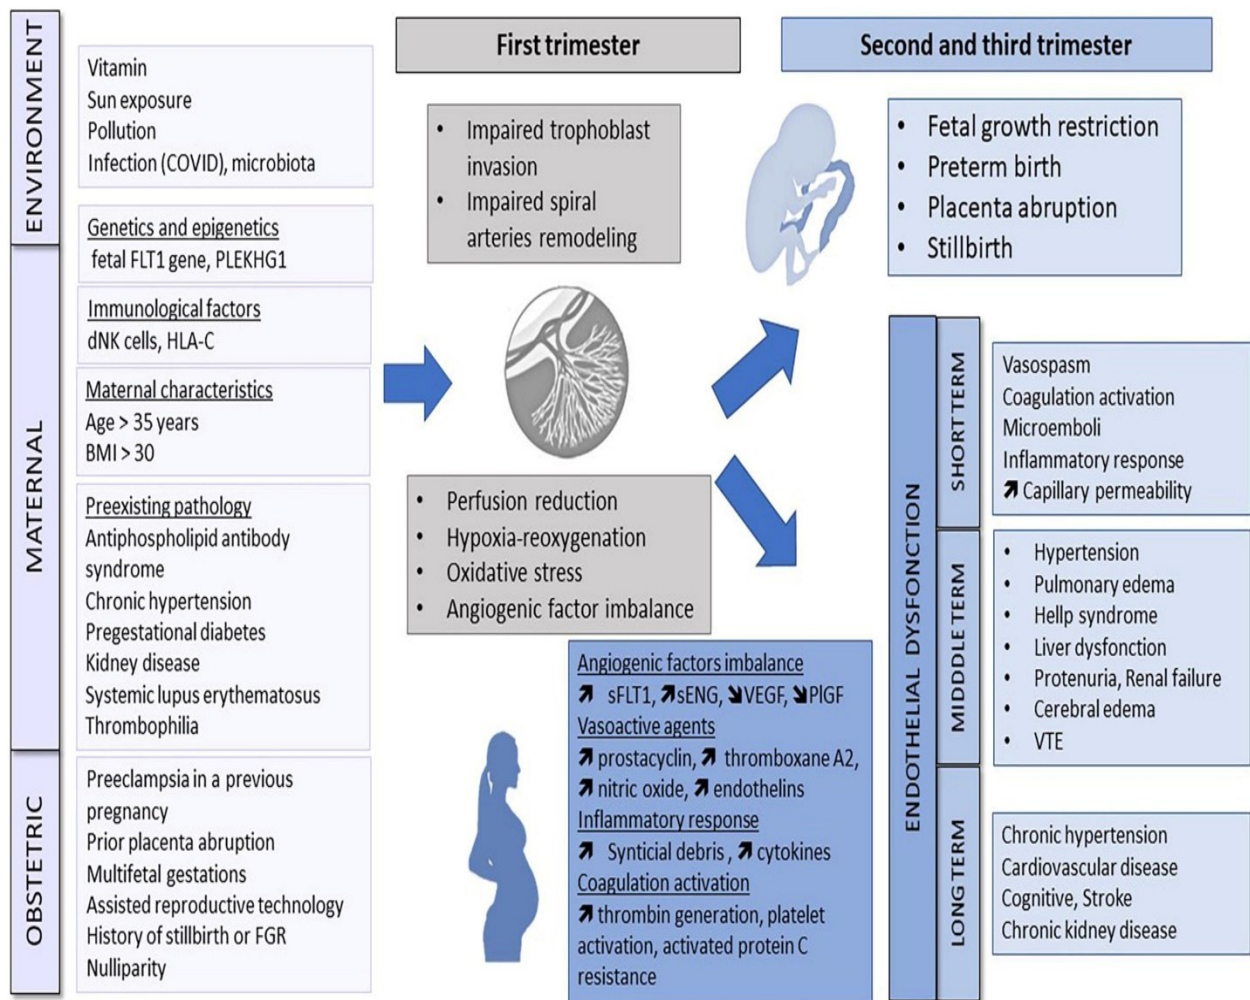 ENVIRONMENT
Vitamin
Sun exposure
Pollution
Infection (COVID), microbiota
MATERNAL
Genetics and epigenetics
fetal FLT1 gene, PLEKHG1
Immunological factors
dNK cells, HLA-C
Maternal characteristics
Age > 35 years
BMI > 30
Preexisting pathology
Antiphospholipid antibody
syndrome
Chronic hypertension
Pregestational diabetes
Kidney disease
Systemic lupus erythematosus
Thrombophilia
OBSTETRIC
Preeclampsia in a previous
pregnancy
Prior placenta abruption
Multifetal gestations
Assisted reproductive technology
History of stillbirth or FGR
Nulliparity
First trimester
• Impaired trophoblast
invasion
• Impaired spiral
arteries remodeling
• Perfusion reduction
• Hypoxia-reoxygenation
• Oxidative stress
• Angiogenic factor imbalance
Second and third trimester
• Fetal growth restriction
• Preterm birth
• Placenta abruption
• Stillbirth
Angiogenic factors imbalance
↗ sFLT1, ↗sENG, ↘VEGF, ↘PlGF
Vasoactive agents
↗ prostacyclin, ↗ thromboxane A2,
↗ nitric oxide, ↗ endothelins
Inflammatory response
↗ Synticial debris , ↗ cytokines
Coagulation activation
↗ thrombin generation, platelet
activation, activated protein C
resistance
ENDOTHELIAL DYSFONCTION
SHORT TERM
Vasospasm
Coagulation activation
Microemboli
Inflammatory response
↗ Capillary permeability
MIDDDLE TERM
• Hypertension
• Pulmonary edema
• Hellp syndrome
• Liver dysfonction
• Protenuria, Renal failure
• Cerebral edema
• VTE
LONG TERM
Chronic hypertension
Cardiovascular disease
Cognitive, Stroke
Chronic kidney disease